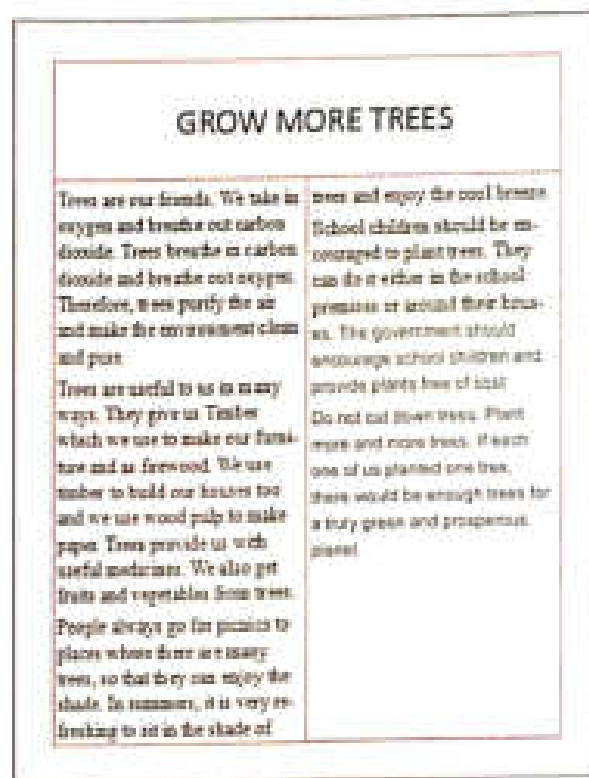 GROW MORE TREES
Trees are our friends. We take in
oxygen and breathe out carbon
dioxide. Trees breathe in carbon
dioxide and breathe out oxygen.
Therefore, trees purify the air
and make the environment clean
and pure
Trees are useful to us in many
ways. They give us Timber
which we use to make our furni-
ture and as firewood. We use
timber to build our houses too
and we use wood pulp to make
paper. Trees provide us with
useful medicines. We also get
fruits and vegetables from trees.
People always go for picnics to
places where there are many
trees, so that they can enjoy the
shade. In summers, it is very re-
freshing to sit in the shade of
trees and enjoy the cool breeze
School children should be en-
couraged to plant trees. They
can do it either in the school
premises or around their hous-
es. The government should
encourage school children and
provide plants free of cost
Do not cut down trees. Plant
more and more trees. If each
one of us planted one tree,
there would be enough trees for
a truly green and prosperous
planet